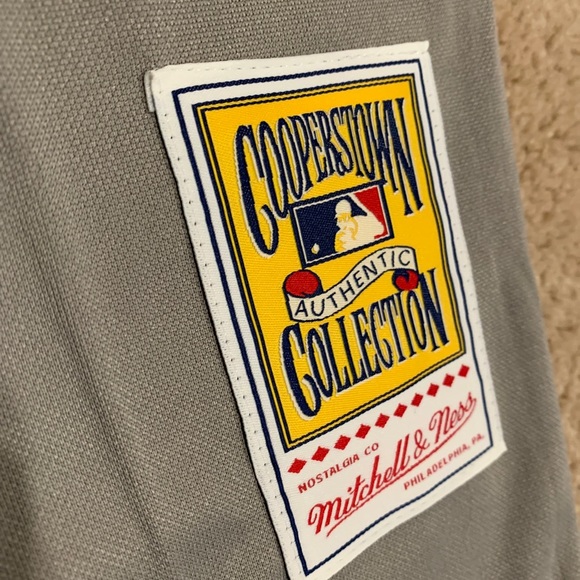 COOPERSTOWN
AUTHENTIC
COLLECTION
NOSTALGIA CO
Mitchell & Ness
PHILADELPHIA, PA.